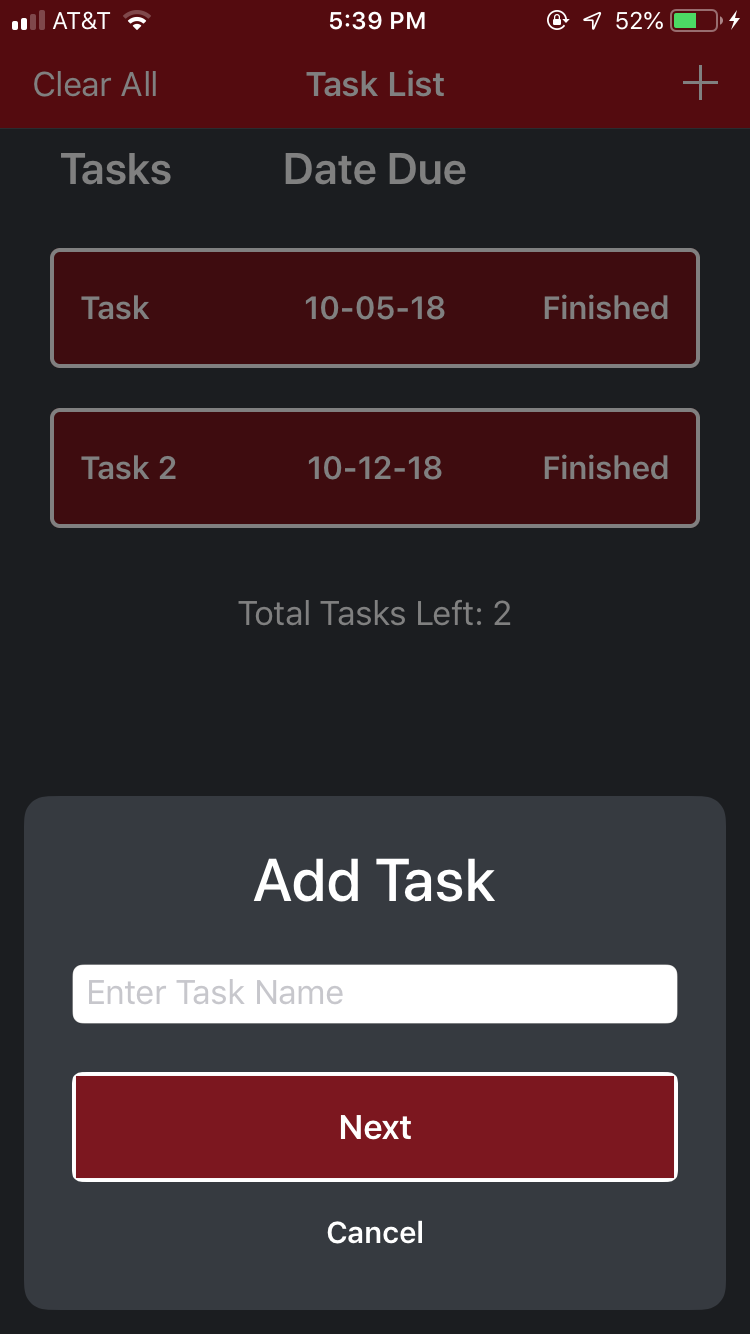 AT&T 5:39 PM 52%
Clear All Task List +
Tasks Date Due
Task 10-05-18 Finished
Task 2 10-12-18 Finished
Total Tasks Left: 2
Add Task
Enter Task Name
Next
Cancel